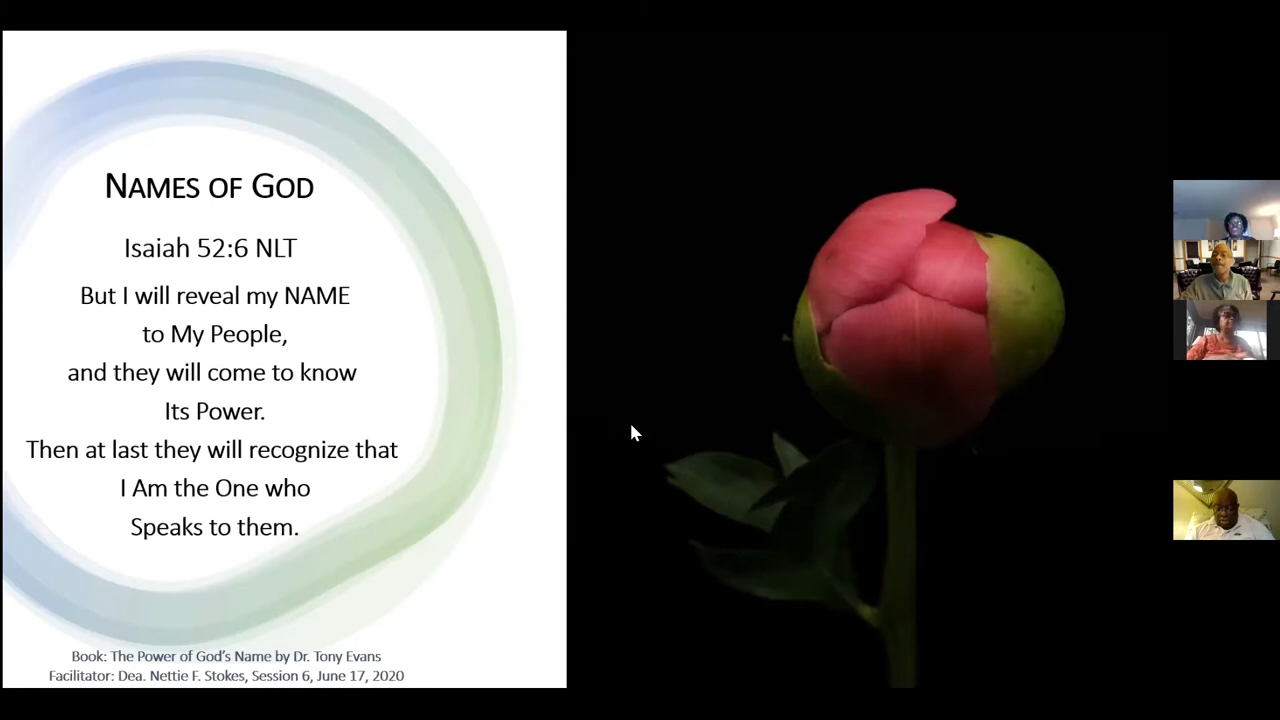 NAMES OF GOD
Isaiah 52:6 NLT
But I will reveal my NAME
to My People,
and they will come to know
Its Power.
Then at last they will recognize that
I Am the One who
Speaks to them.
Book: The Power of God's Name by Dr. Tony Evans
Facilitator: Dea. Nettie F. Stokes, Session 6, June 17, 2020